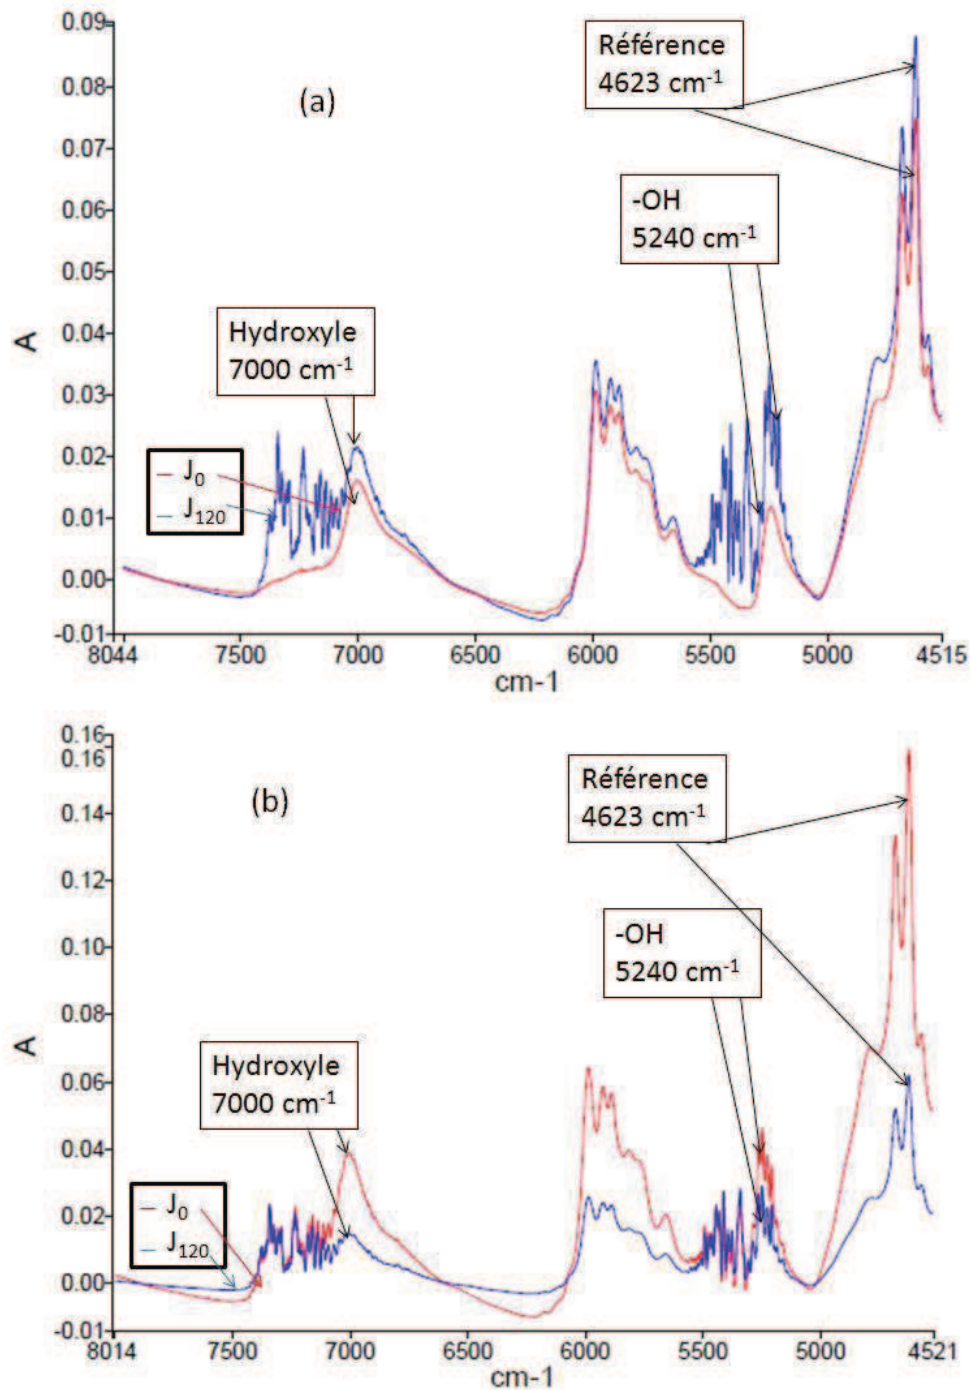 0.09
0.08
0.07
0.06
0.05
0.04
0.03
0.02
0.01
0.00
-0.01
A
(a)
Référence
4623 cm-1
-OH
5240 cm-1
Hydroxyle
7000 cm-1
J0
J120
8044 7500 7000 6500 6000 5500 5000 4515
cm-1
0.16
0.16
0.14
0.12
0.10
0.08
0.06
0.04
0.02
0.00
-0.01
A
(b)
Référence
4623 cm-1
-OH
5240 cm-1
Hydroxyle
7000 cm-1
J0
J120
8014 7500 7000 6000 5500 5000 4521
cm-1